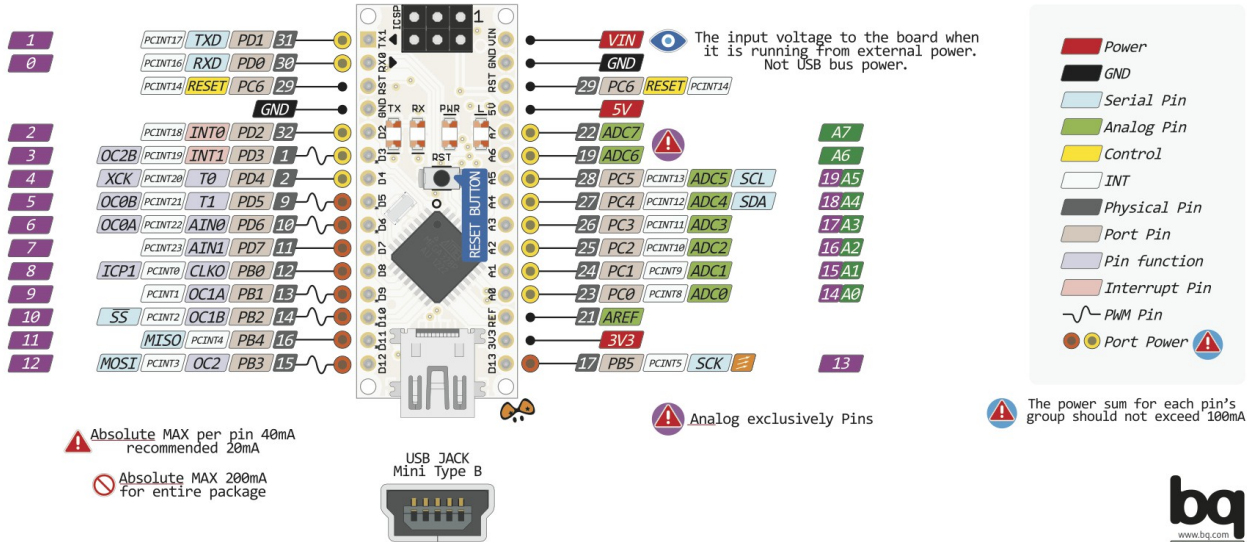 ICSP 1
1 PCINT17 TXD PD1 31 TX1 VIN VIN The input voltage to the board when
it is running from external power.
Not USB bus power.
0 PCINT16 RXD PD0 30 RX0 GND GND
PCINT14 RESET PC6 29 RST RST 29 PC6 RESET PCINT14
GND GND 5V 5V
TX RX PWR L
2 PCINT18 INT0 PD2 32 D2 A7 22 ADC7 A7
3 OC2B PCINT19 INT1 PD3 1 D3 A6 19 ADC6 A6
RST
RESET BUTTON
4 XCK PCINT20 T0 PD4 2 D4 A5 28 PC5 PCINT13 ADC5 SCL 19 A5
5 OC0B PCINT21 T1 PD5 9 D5 A4 27 PC4 PCINT12 ADC4 SDA 18 A4
6 OC0A PCINT22 AIN0 PD6 10 D6 A3 26 PC3 PCINT11 ADC3 17 A3
7 PCINT23 AIN1 PD7 11 D7 A2 25 PC2 PCINT10 ADC2 16 A2
8 ICP1 PCINT0 CLKO PB0 12 D8 A1 24 PC1 PCINT9 ADC1 15 A1
9 PCINT1 OC1A PB1 13 D9 A0 23 PC0 PCINT8 ADC0 14 A0
10 SS PCINT2 OC1B PB2 14 D10 REF 21 AREF
11 MISO PCINT4 PB4 16 D11 3V3 3V3
12 MOSI PCINT3 OC2 PB3 15 D12 D13 17 PB5 PCINT5 SCK 13
Power
GND
Serial Pin
Analog Pin
Control
INT
Physical Pin
Port Pin
Pin function
Interrupt Pin
PWM Pin
Port Power
Analog exclusively Pins
The power sum for each pin's
group should not exceed 100mA
Absolute MAX per pin 40mA
recommended 20mA
Absolute MAX 200mA
for entire package
USB JACK
Mini Type B
bq
www.bq.com